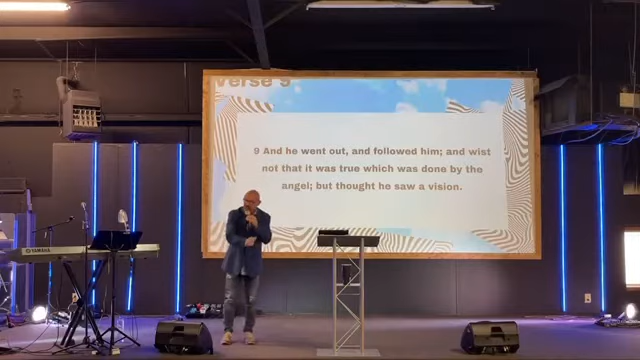 verse 9
9 And he went out, and followed him; and wist
not that it was true which was done by the
angel; but thought he saw a vision.
YAMAHA